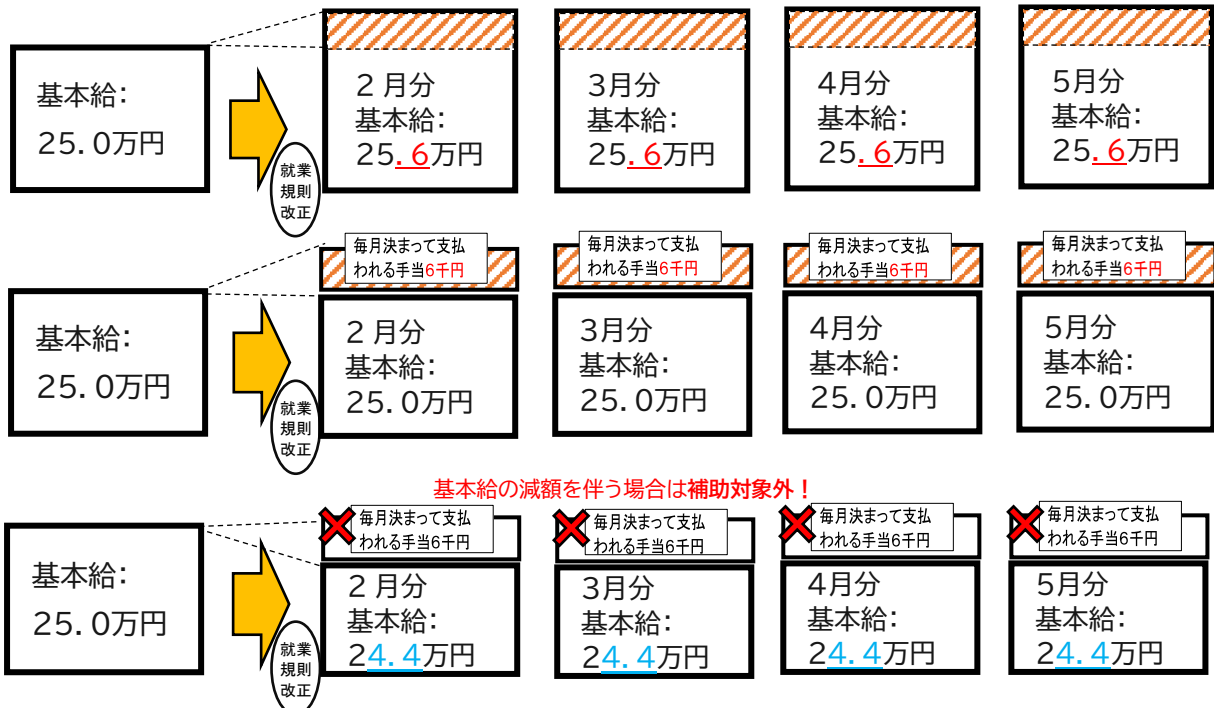 基本給：
25．0万円
就業
規則
改正
２月分
基本給：
25．6万円
3月分
基本給：
25．6万円
4月分
基本給：
25．6万円
5月分
基本給：
25．6万円
基本給：
25．0万円
就業
規則
改正
毎月決まって支払
われる手当6千円
２月分
基本給：
25．0万円
毎月決まって支払
われる手当6千円
3月分
基本給：
25．0万円
毎月決まって支払
われる手当6千円
4月分
基本給：
25．0万円
毎月決まって支払
われる手当6千円
5月分
基本給：
25．0万円
基本給の減額を伴う場合は補助対象外！
基本給：
25．0万円
就業
規則
改正
毎月決まって支払
われる手当6千円
２月分
基本給：
24．4万円
毎月決まって支払
われる手当6千円
3月分
基本給：
24．4万円
毎月決まって支払
われる手当6千円
4月分
基本給：
24．4万円
毎月決まって支払
われる手当6千円
5月分
基本給：
24．4万円